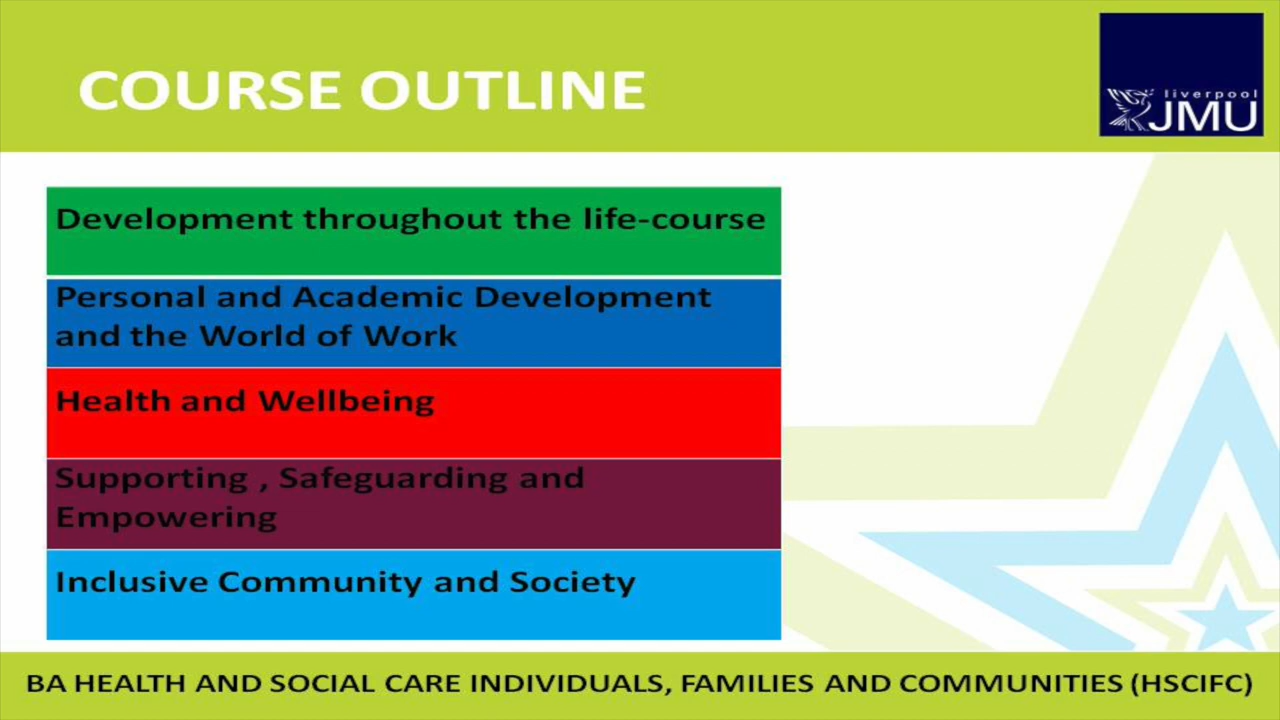 COURSE OUTLINE
liverpool
JMU
Development throughout the life-course
Personal and Academic Development
and the World of Work
Health and Wellbeing
Supporting , Safeguarding and
Empowering
Inclusive Community and Society
BA HEALTH AND SOCIAL CARE INDIVIDUALS, FAMILIES AND COMMUNITIES (HSCIFC)